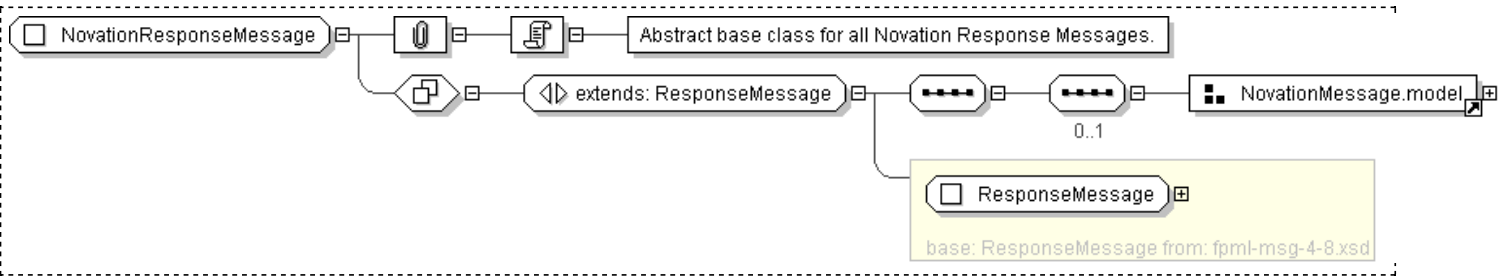 NovationResponseMessage
Abstract base class for all Novation Response Messages.
extends: ResponseMessage
NovationMessage.model
0..1
ResponseMessage
base: ResponseMessage from: fpml-msg-4-8.xsd